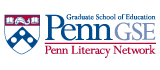 Graduate School of Education
Penn GSE
Penn Literacy Network